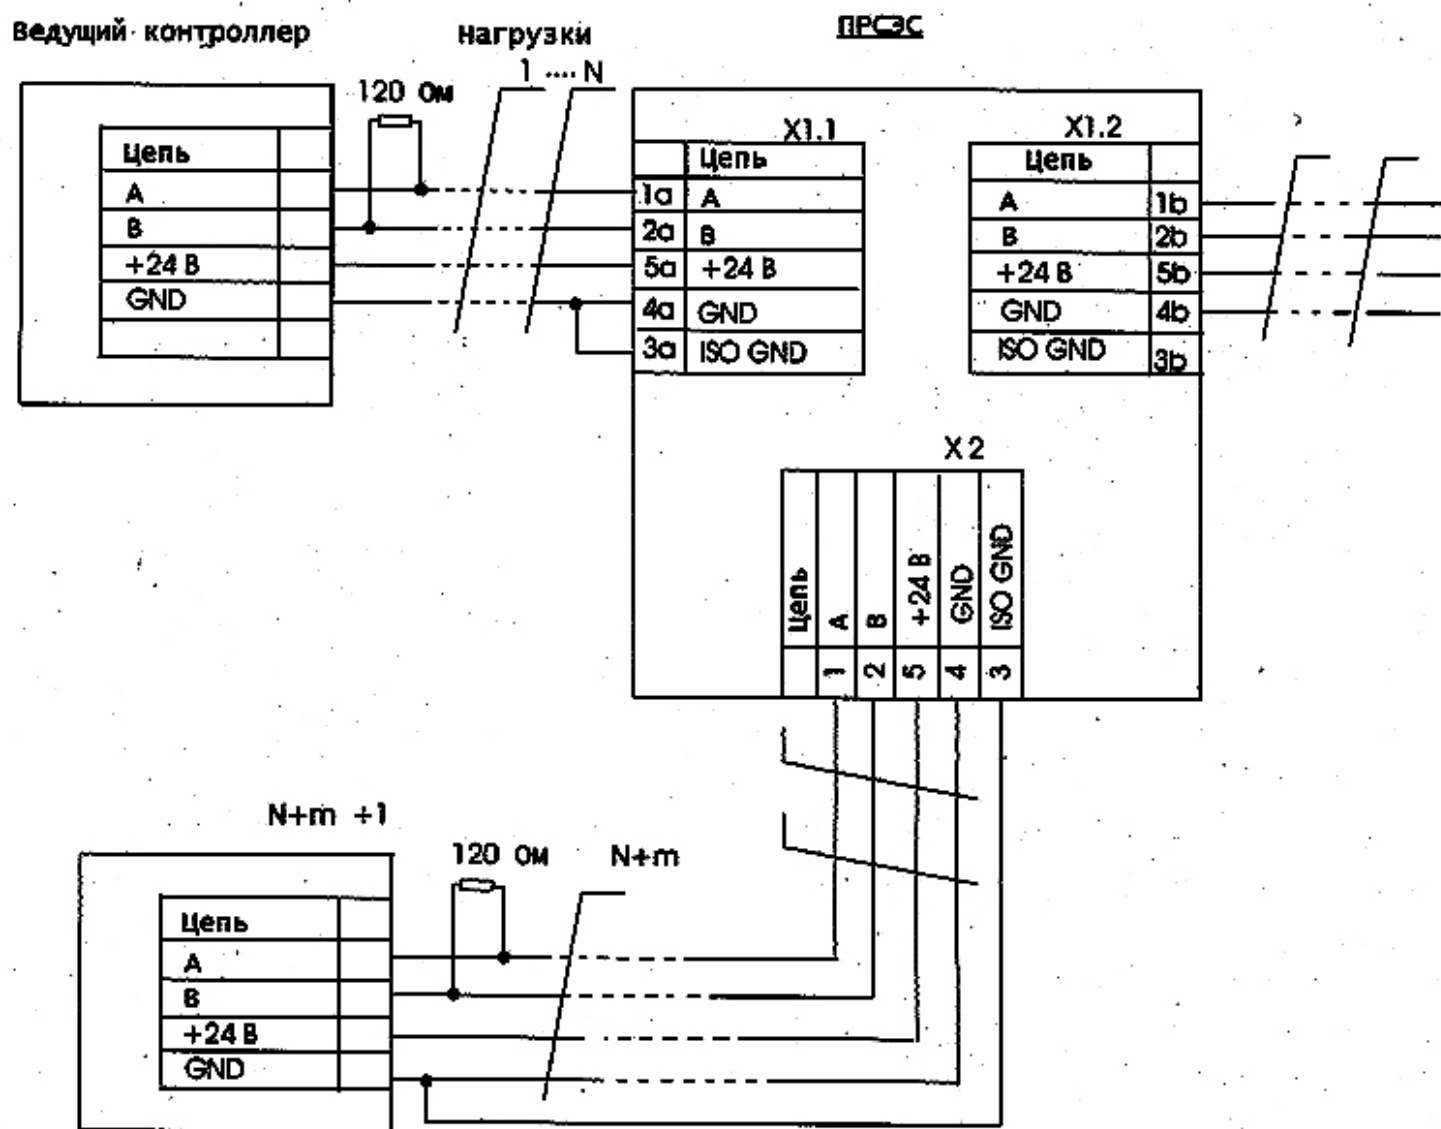 Ведущий контроллер
Нагрузки
ПРСЭС
1 .... N
120 Ом
Цепь
A
B
+24 В
GND
X1.1
Цепь
1a A
2a B
5a +24 В
4a GND
3a ISO GND
X1.2
Цепь
A 1b
B 2b
+24 В 5b
GND 4b
ISO GND 3b
X2
Цепь
A 1
B 2
+24 В 5
GND 4
ISO GND 3
N+m +1
120 Ом
N+m
Цепь
A
B
+24 В
GND